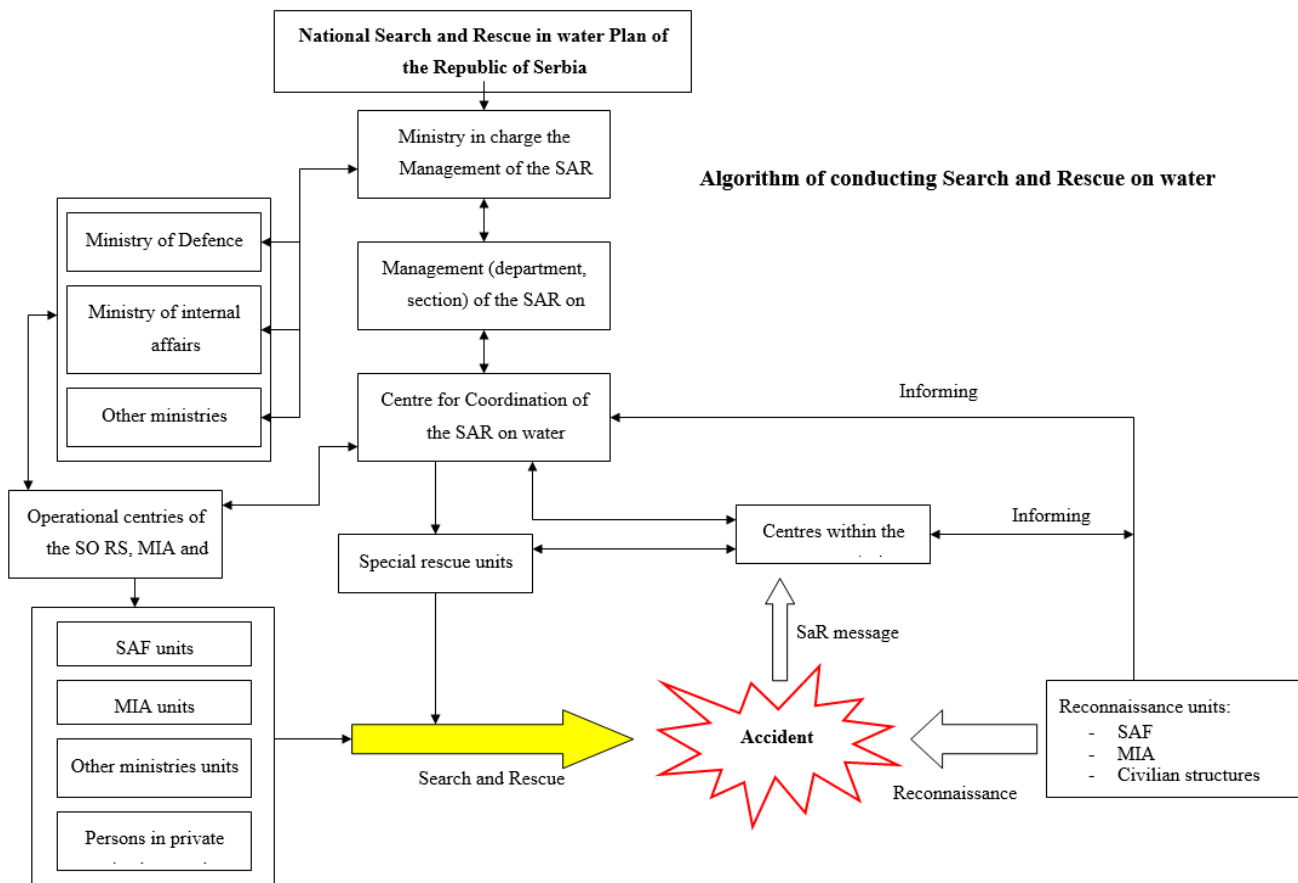 National Search and Rescue in water Plan of
the Republic of Serbia
Ministry in charge the
Management of the SAR
Algorithm of conducting Search and Rescue on water
Ministry of Defence
Management (department,
section) of the SAR on
Ministry of internal
affairs
Other ministries
Centre for Coordination of
the SAR on water
Informing
Operational centries of
the SO RS, MIA and
Centres within the
Informing
Special rescue units
SaR message
SAF units
MIA units
Other ministries units
Persons in private
Search and Rescue
Accident
Reconnaissance
Reconnaissance units:
- SAF
- MIA
- Civilian structures